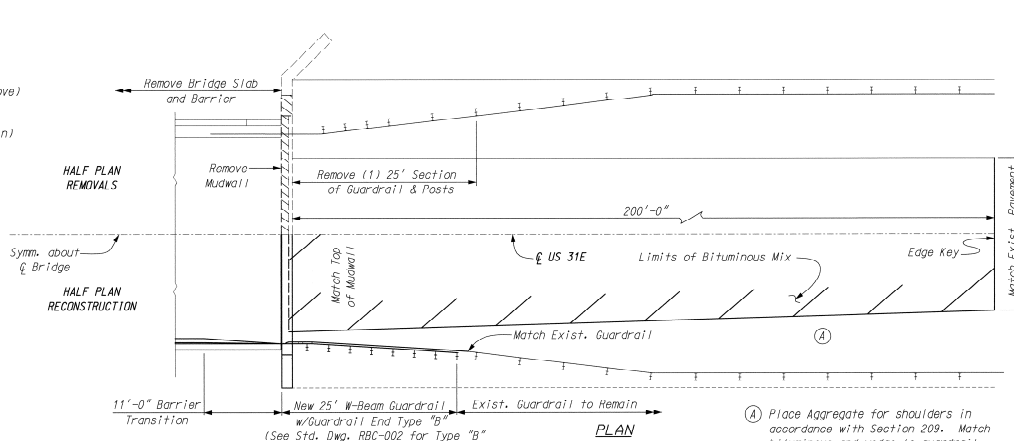 Remove Bridge Slab
and Barrier
HALF PLAN
REMOVALS
Remove
Mudwall
Remove (1) 25' Section
of Guardrail & Posts
200'-0"
Symm. about
℄ Bridge
℄ US 31E
Match Top
of Mudwall
Limits of Bituminous Mix
Edge Key
Match Exist. Pavement
HALF PLAN
RECONSTRUCTION
Match Exist. Guardrail
A
11'-0" Barrier
Transition
New 25' W-Beam Guardrail
w/Guardrail End Type "B"
(See Std. Dwg. RBC-002 for Type "B"
Exist. Guardrail to Remain
PLAN
A Place Aggregate for shoulders in
accordance with Section 209. Match